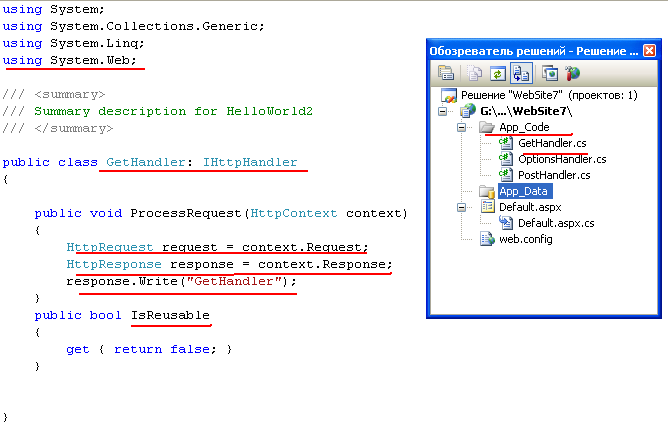 using System;
using System.Collections.Generic;
using System.Linq;
using System.Web;
/// <summary>
/// Summary description for HelloWorld2
/// </summary>
public class GetHandler: IHttpHandler
{
public void ProcessRequest(HttpContext context)
{
HttpRequest request = context.Request;
HttpResponse response = context.Response;
response.Write("GetHandler");
}
public bool IsReusable
{
get { return false; }
}
}
Обозреватель решений - Решение ...
Решение "WebSite7" (проектов: 1)
G:\...\WebSite7\
App_Code
GetHandler.cs
OptionsHandler.cs
PostHandler.cs
App_Data
Default.aspx
Default.aspx.cs
web.config